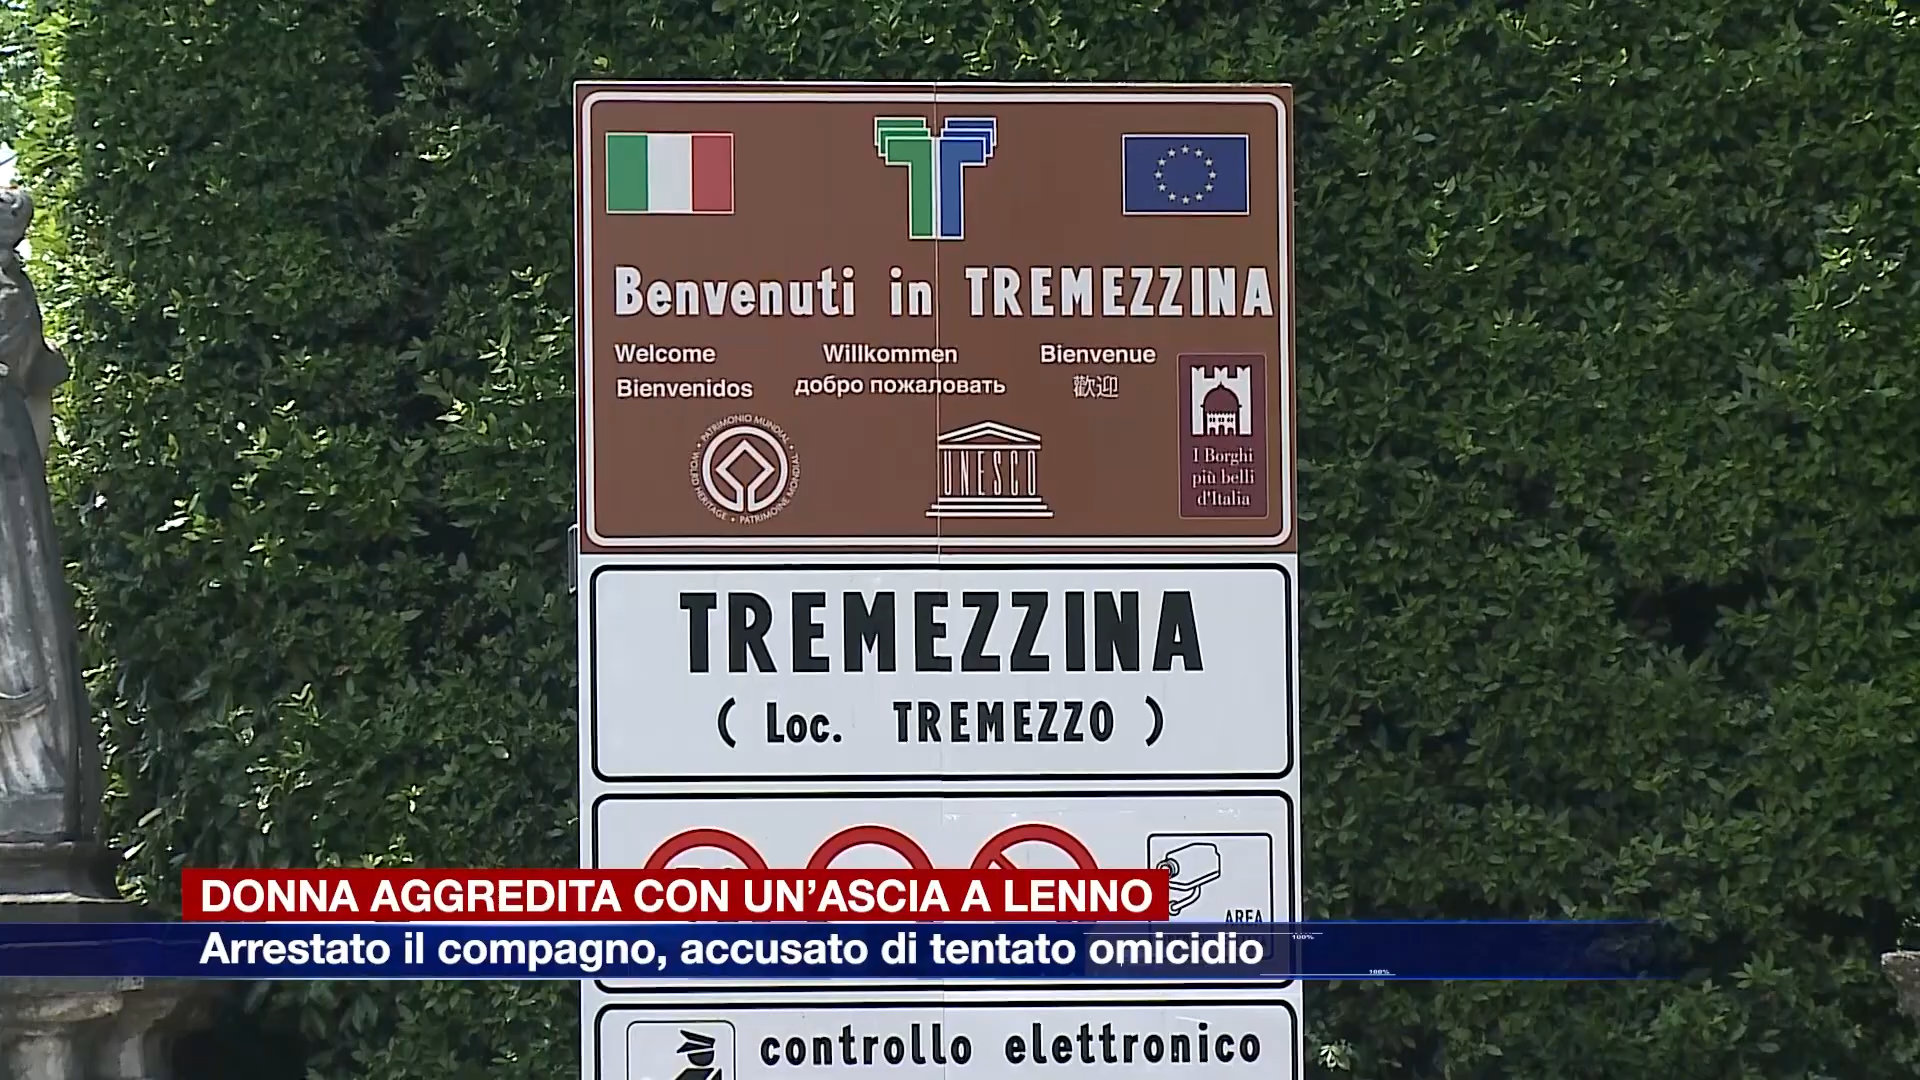 Benvenuti in TREMEZZINA
Welcome Willkommen Bienvenue
Bienvenidos добро пожаловать 歡迎
PATRIMONIO MUNDIAL • WORLD HERITAGE • PATRIMOINE MONDIAL
UNESCO
I Borghi
più belli
d'Italia
TREMEZZINA
( Loc. TREMEZZO )
AREA
DONNA AGGREDITA CON UN'ASCIA A LENNO
Arrestato il compagno, accusato di tentato omicidio
100%
100%
controllo elettronico